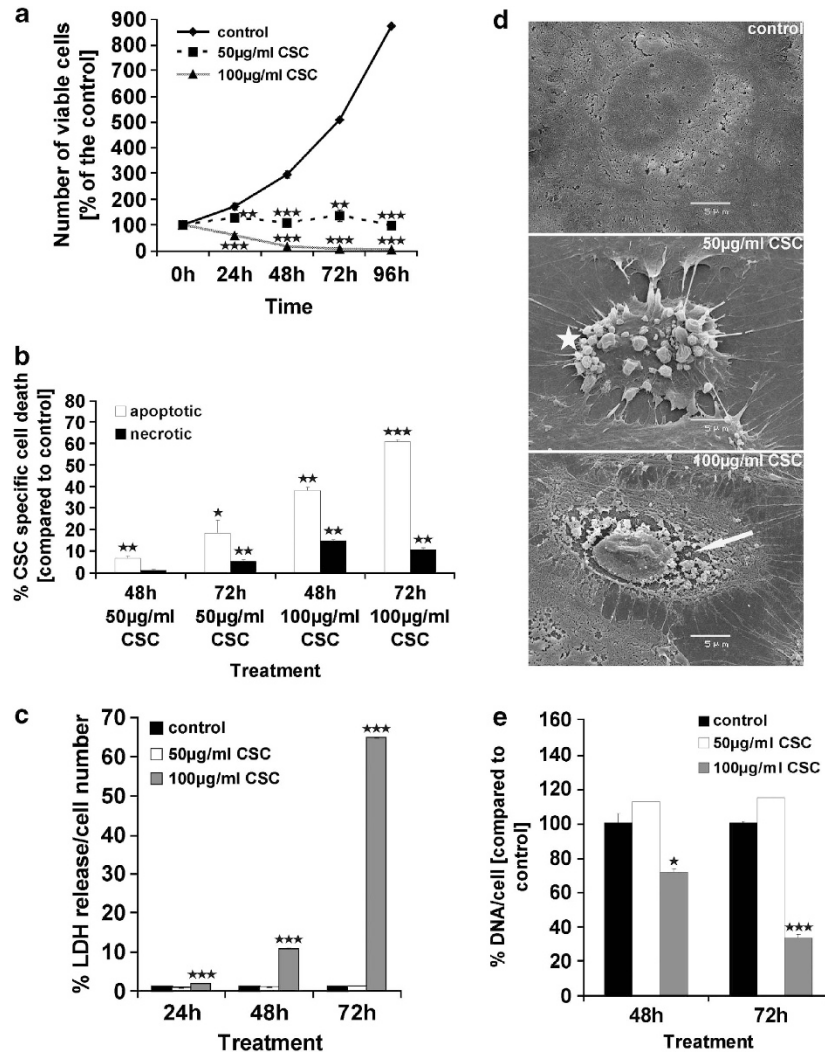 a
Number of viable cells
[% of the control]
900
800
700
600
500
400
300
200
100
0
control
50µg/ml CSC
100µg/ml CSC
★★
★★★
★★
★★★
★★★
★★★
★★★
★★★
0h 24h 48h 72h 96h
Time
b
% CSC specific cell death
[compared to control]
80
70
60
50
40
30
20
10
0
apoptotic
necrotic
★★
★
★★
★★
★★
★★★
★★
48h 72h 48h 72h
50µg/ml 50µg/ml 100µg/ml 100µg/ml
CSC CSC CSC CSC
Treatment
c
% LDH release/cell number
70
60
50
40
30
20
10
0
control
50µg/ml CSC
100µg/ml CSC
★★★
★★★
★★★
24h 48h 72h
Treatment
d
control
5 µm
50µg/ml CSC
5 µm
100µg/ml CSC
5 µm
e
% DNA/cell [compared to
control]
160
140
120
100
80
60
40
20
0
control
50µg/ml CSC
100µg/ml CSC
★
★★★
48h 72h
Treatment